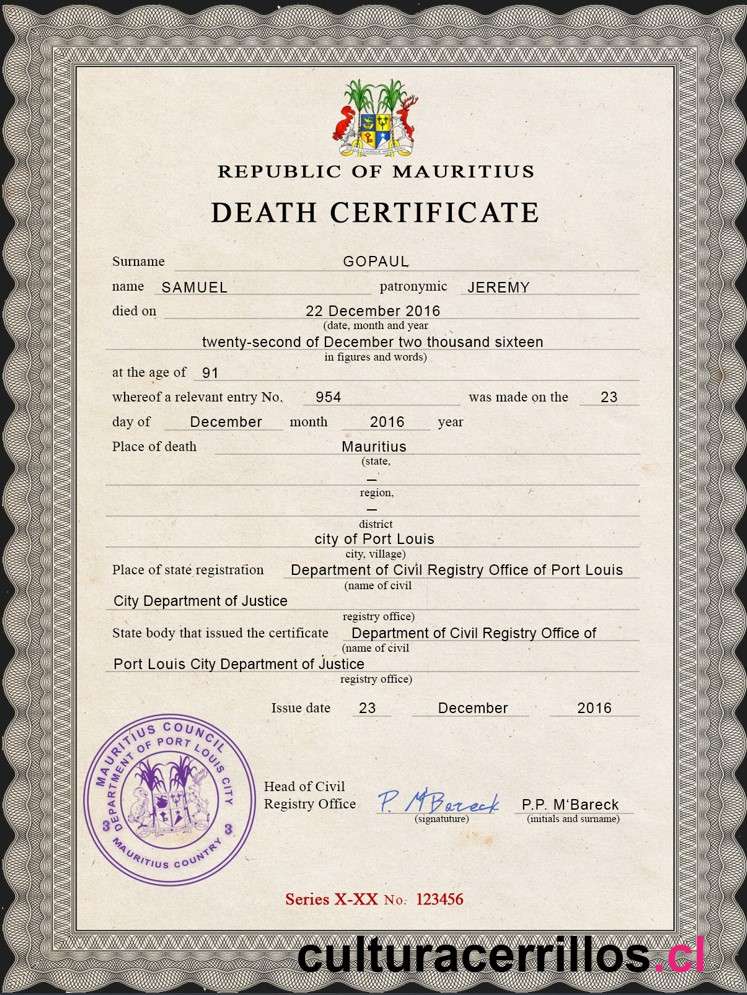 REPUBLIC OF MAURITIUS
DEATH CERTIFICATE
Surname GOPAUL
name SAMUEL patronymic JEREMY
died on 22 December 2016
(date, month and year
twenty-second of December two thousand sixteen
in figures and words)
at the age of 91
whereof a relevant entry No. 954 was made on the 23
day of December month 2016 year
Place of death Mauritius
(state,
–
region,
–
district
city of Port Louis
city, village)
Place of state registration Department of Civil Registry Office of Port Louis
(name of civil
City Department of Justice
registry office)
State body that issued the certificate Department of Civil Registry Office of
(name of civil
Port Louis City Department of Justice
registry office)
Issue date 23 December 2016
MAURITIUS COUNCIL
DEPARTMENT OF PORT LOUIS CITY
3 3
MAURITIUS COUNTRY
Head of Civil
Registry Office P. M'Bareck P.P. M'Bareck
(signatuture) (initials and surname)
Series X-XX No. 123456
culturacerrillos.cl